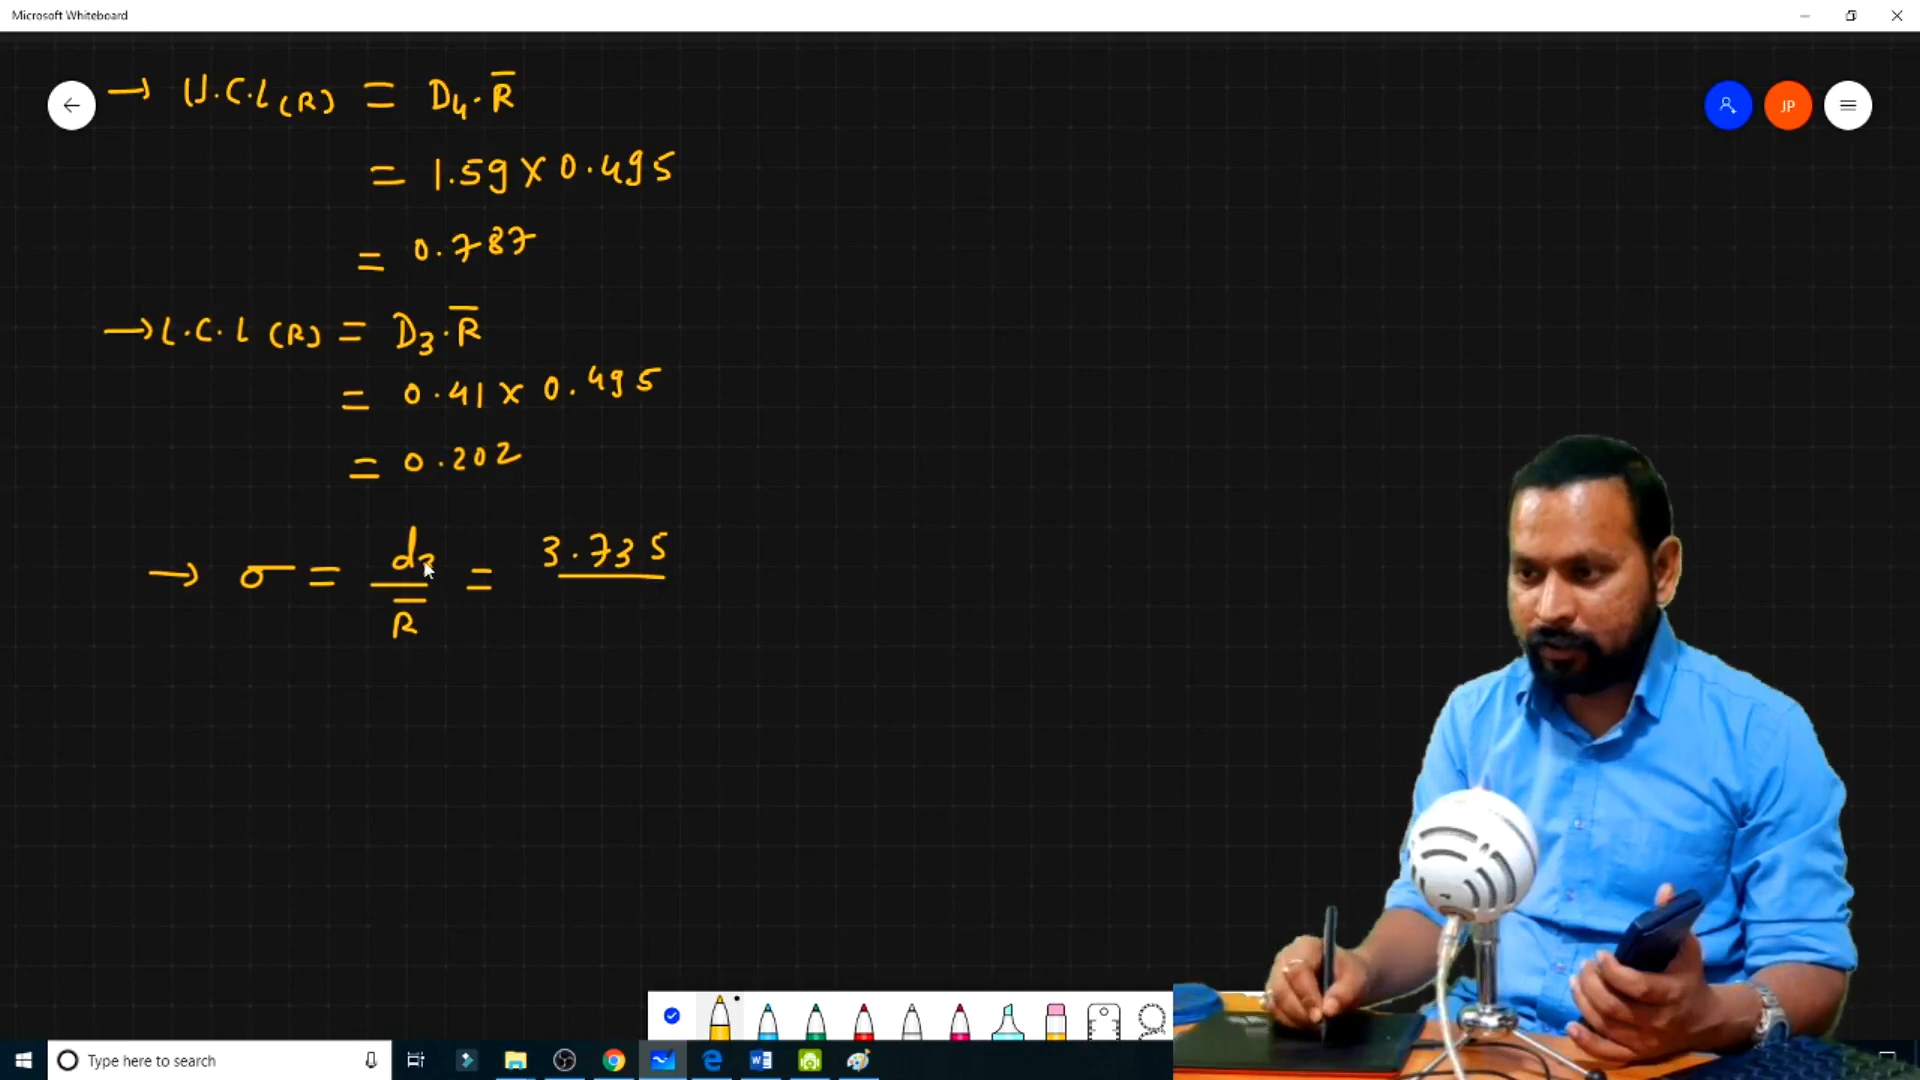 Microsoft Whiteboard
JP
→ U.C.L (R) = D4 . R̅
= 1.59 X 0.495
= 0.787
→ L.C.L (R) = D3 . R̅
= 0.41 x 0.495
= 0.202
→ σ = d2 / R̅ = 3.735
Type here to search